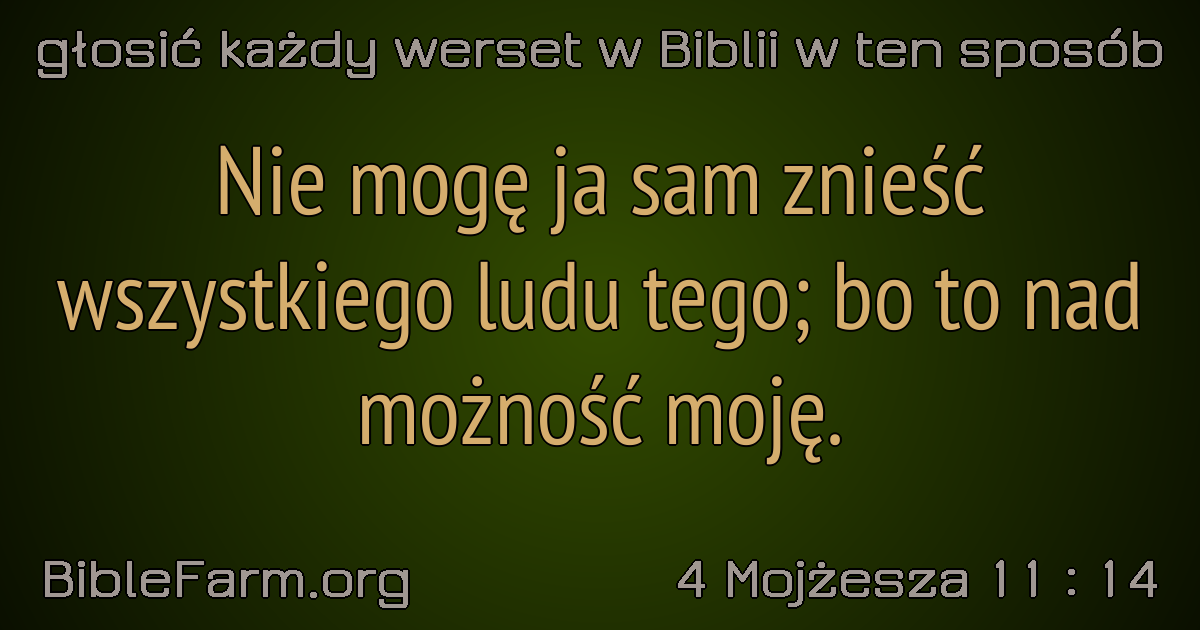 głosić każdy werset w Biblii w ten sposób
Nie mogę ja sam znieść
wszystkiego ludu tego; bo to nad
możność moję.
BibleFarm.org
4 Mojżesza 11 : 14